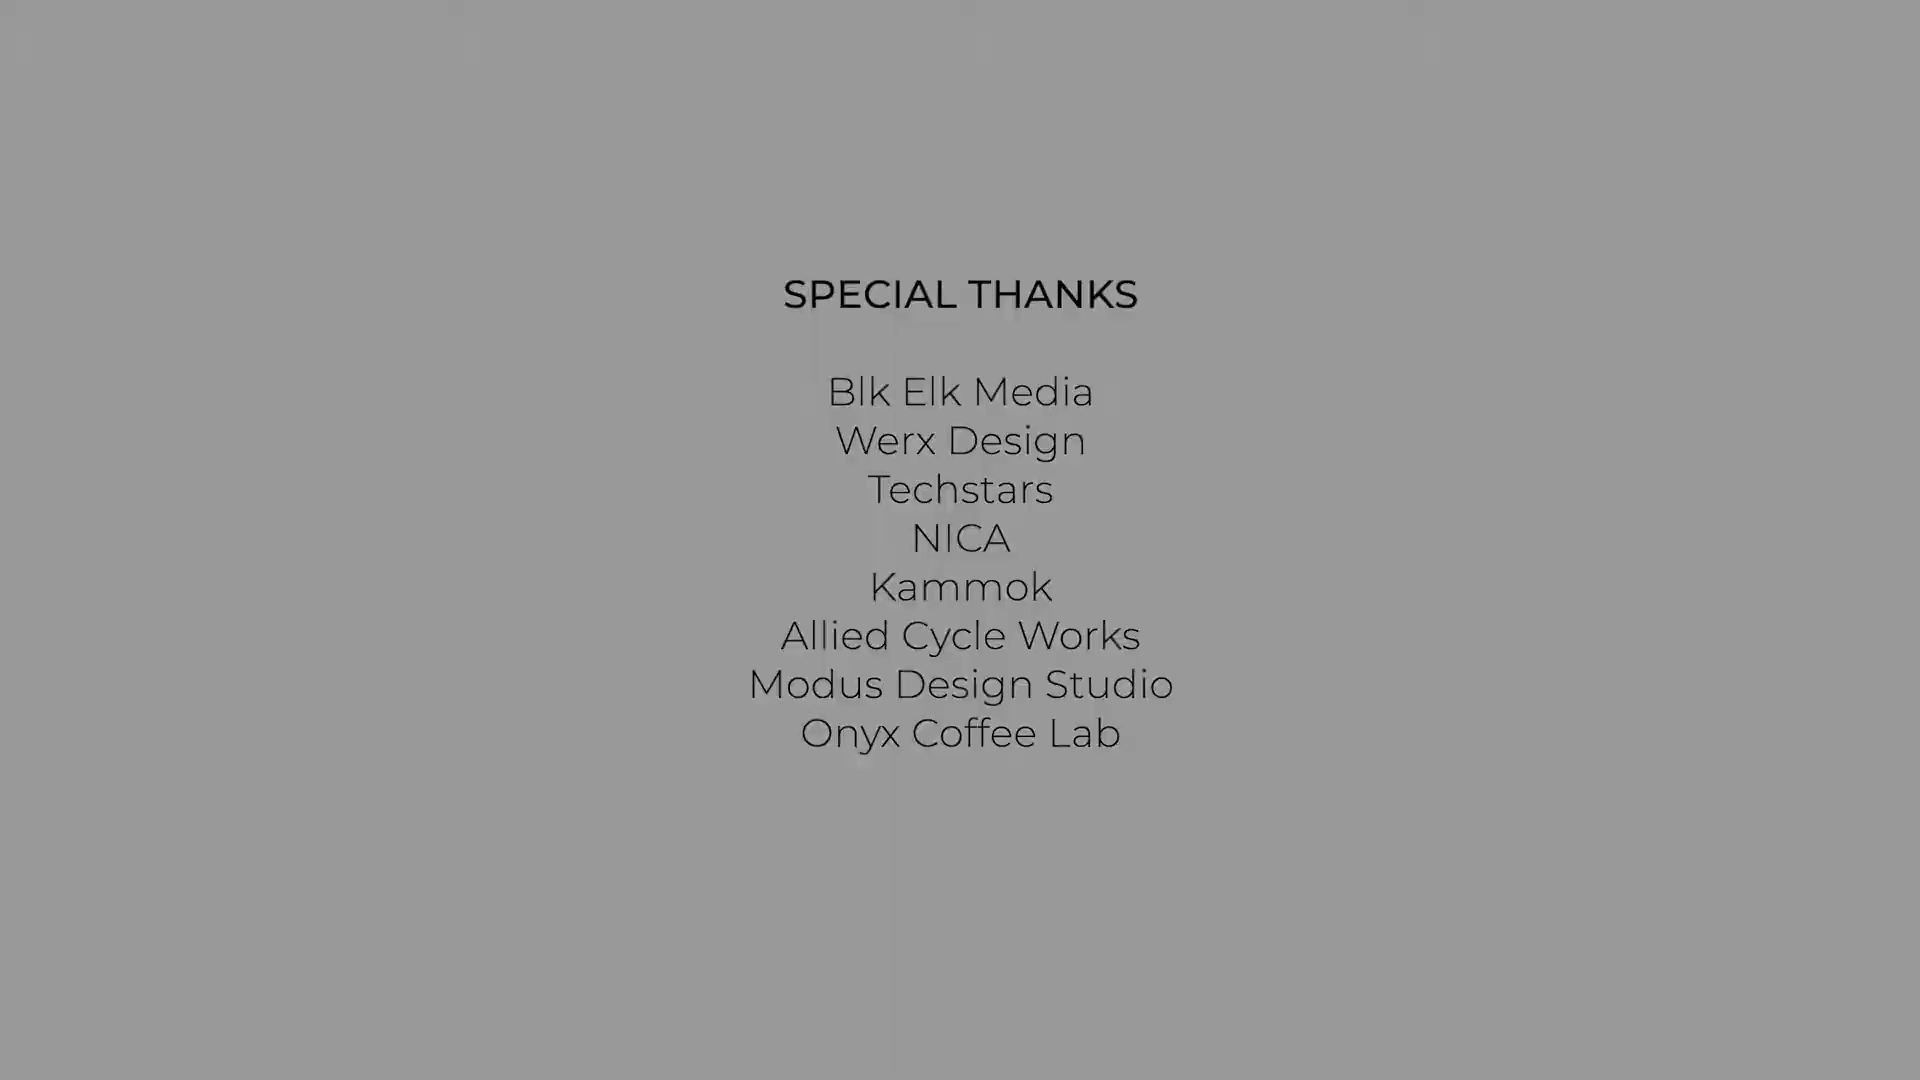 SPECIAL THANKS
Blk Elk Media
Werx Design
Techstars
NICA
Kammok
Allied Cycle Works
Modus Design Studio
Onyx Coffee Lab